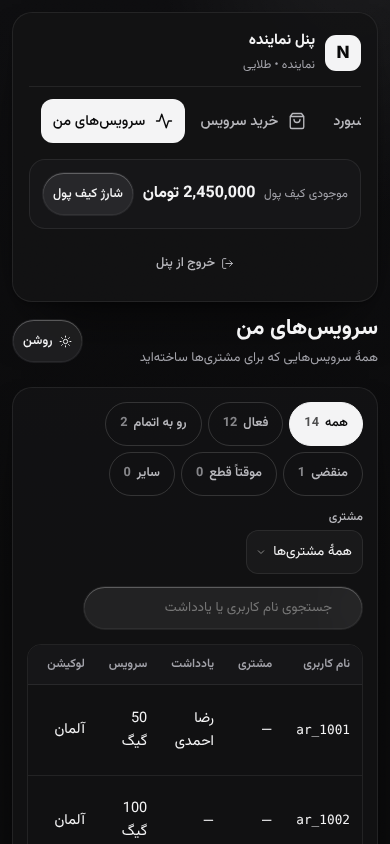 N
پنل نماینده
نماینده • طلایی
خرید سرویس
سرویس‌های من
موجودی کیف پول
2,450,000 تومان
شارژ کیف پول
خروج از پنل
سرویس‌های من
همهٔ سرویس‌هایی که برای مشتری‌ها ساخته‌اید
روشن
همه 14
فعال 12
رو به اتمام 2
منقضی 1
موقتاً قطع 0
سایر 0
مشتری
همهٔ مشتری‌ها
جستجوی نام کاربری یا یادداشت
نام کاربری مشتری یادداشت سرویس لوکیشن
ar_1001 — رضا احمدی 50 گیگ آلمان
ar_1002 — — 100 گیگ آلمان